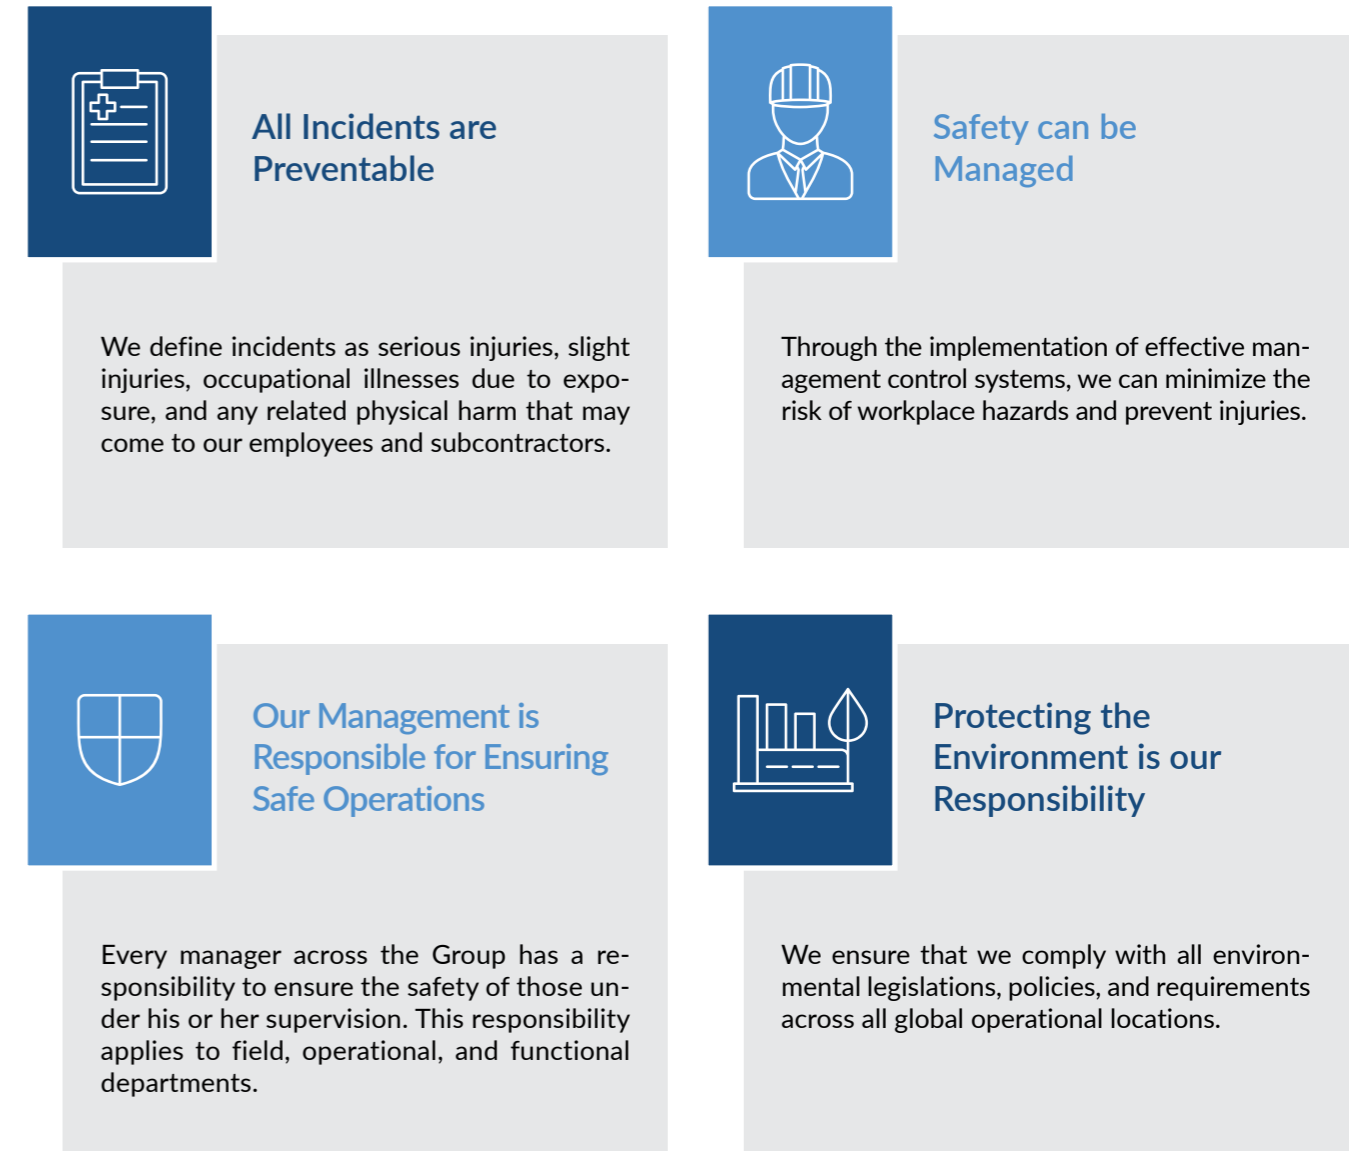 All Incidents are
Preventable
We define incidents as serious injuries, slight
injuries, occupational illnesses due to expo-
sure, and any related physical harm that may
come to our employees and subcontractors.
Safety can be
Managed
Through the implementation of effective man-
agement control systems, we can minimize the
risk of workplace hazards and prevent injuries.
Our Management is
Responsible for Ensuring
Safe Operations
Every manager across the Group has a re-
sponsibility to ensure the safety of those un-
der his or her supervision. This responsibility
applies to field, operational, and functional
departments.
Protecting the
Environment is our
Responsibility
We ensure that we comply with all environ-
mental legislations, policies, and requirements
across all global operational locations.